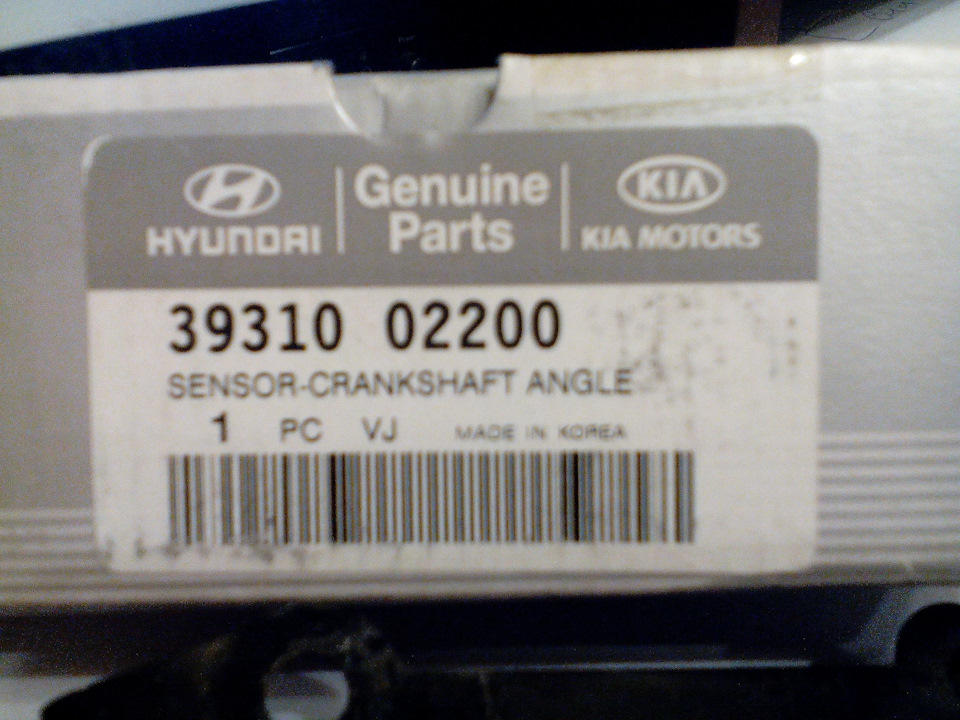 HYUNDAI
Genuine
Parts
KIA
KIA MOTORS
39310 02200
SENSOR-CRANKSHAFT ANGLE
1 PC VJ MADE IN KOREA